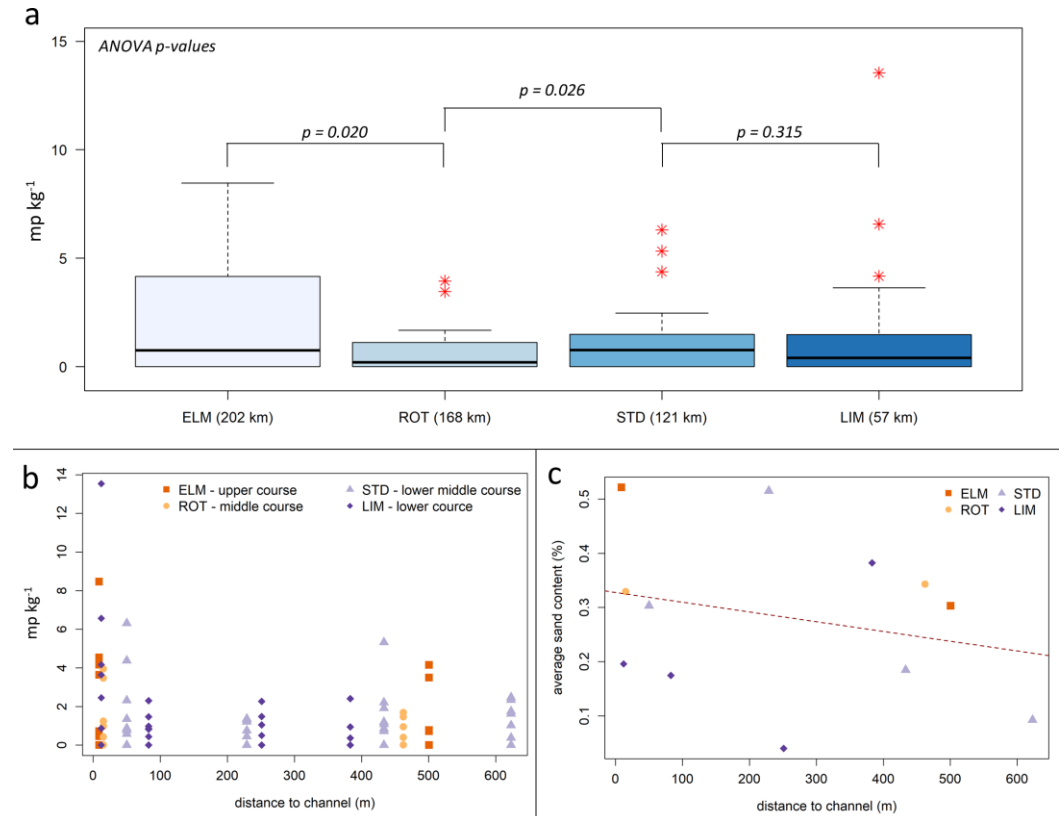 a
ANOVA p-values
15
10
5
0
mp kg-1
p = 0.020
p = 0.026
p = 0.315
ELM (202 km) ROT (168 km) STD (121 km) LIM (57 km)
b
14
12
10
8
6
4
2
0
mp kg-1
ELM - upper course STD - lower middle course
ROT - middle course LIM - lower cource
0 100 200 300 400 500 600
distance to channel (m)
c
0.5
0.4
0.3
0.2
0.1
average sand content (%)
ELM STD
ROT LIM
0 100 200 300 400 500 600
distance to channel (m)